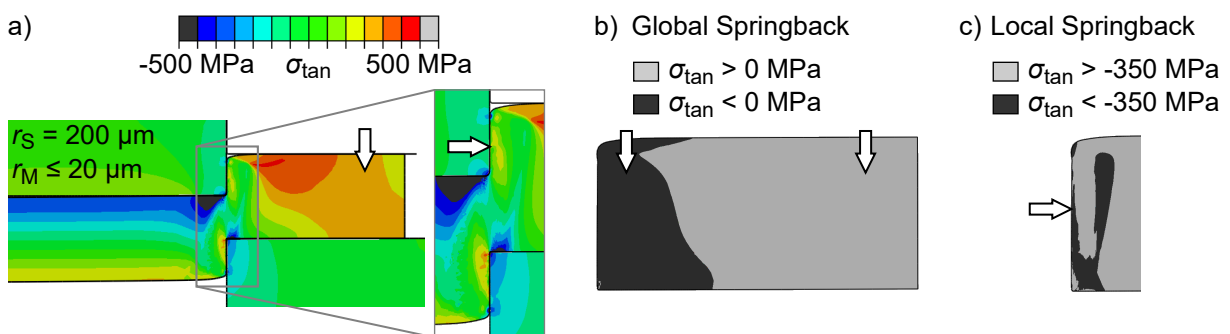 a)
-500 MPa σtan 500 MPa
rS = 200 µm
rM ≤ 20 µm
b) Global Springback
σtan > 0 MPa
σtan < 0 MPa
c) Local Springback
σtan > -350 MPa
σtan < -350 MPa